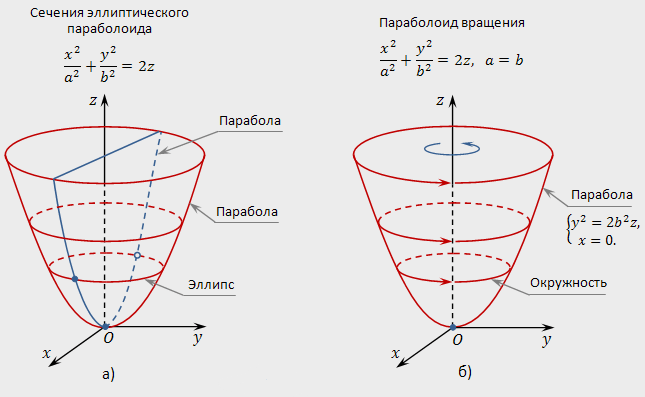 Сечения эллиптического
параболоида
x²/a² + y²/b² = 2z
z
Парабола
Парабола
Эллипс
O
y
x
а)
Параболоид вращения
x²/a² + y²/b² = 2z, a = b
z
Парабола
{y² = 2b²z,
x = 0.
Окружность
O
y
x
б)